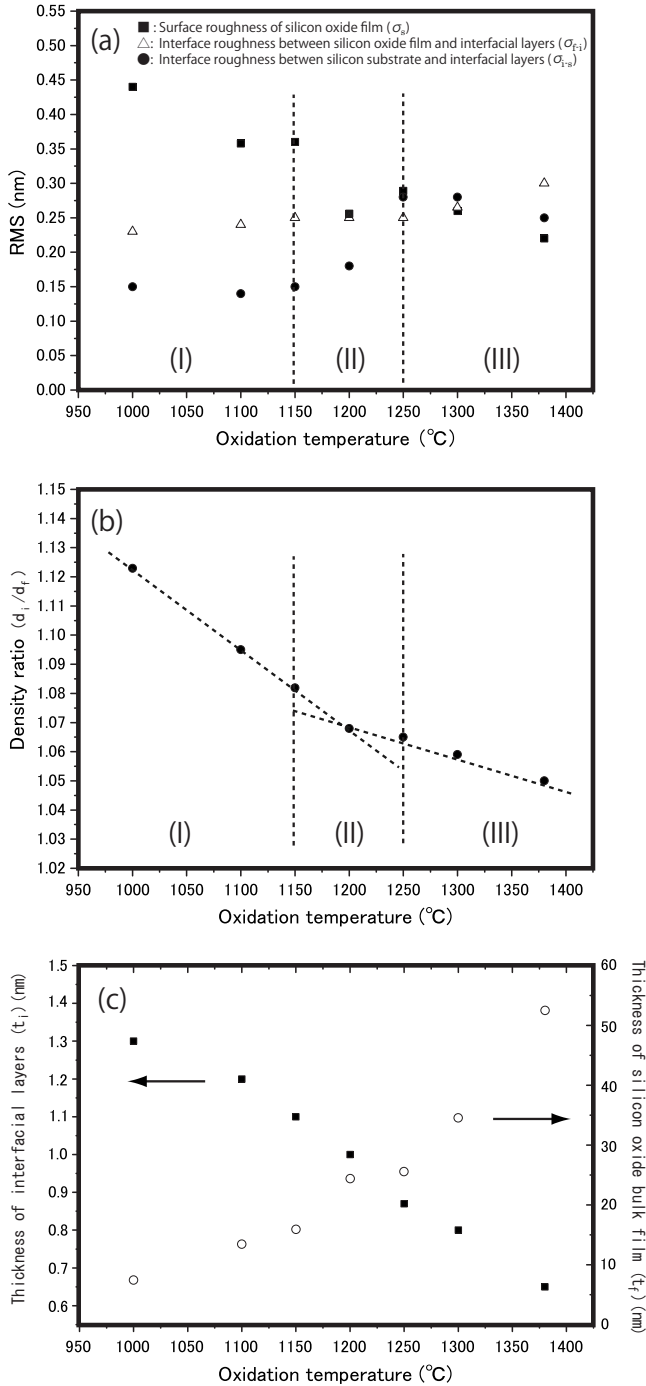 (a)
■ : Surface roughness of silicon oxide film (σs)
△: Interface roughness between silicon oxide film and interfacial layers (σf-i)
●: Interface roughness betwen silicon substrate and interfacial layers (σi-s)
RMS (nm)
0.55
0.50
0.45
0.40
0.35
0.30
0.25
0.20
0.15
0.10
0.05
0.00
(I)
(II)
(III)
950 1000 1050 1100 1150 1200 1250 1300 1350 1400
Oxidation temperature (℃)
(b)
Density ratio (di/df)
1.15
1.14
1.13
1.12
1.11
1.10
1.09
1.08
1.07
1.06
1.05
1.04
1.03
1.02
(I)
(II)
(III)
950 1000 1050 1100 1150 1200 1250 1300 1350 1400
Oxidation temperature (℃)
(c)
Thickness of interfacial layers (ti) (nm)
1.5
1.4
1.3
1.2
1.1
1.0
0.9
0.8
0.7
0.6
60
50
40
30
20
10
0
Thickness of silicon oxide bulk film (tf) (nm)
950 1000 1050 1100 1150 1200 1250 1300 1350 1400
Oxidation temperature (℃)